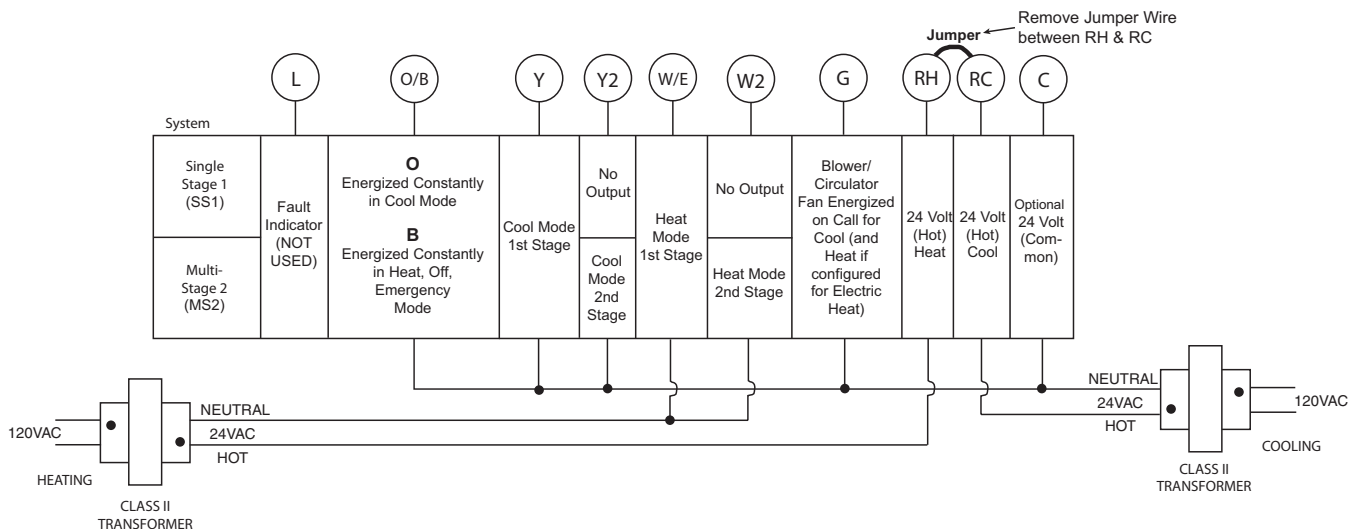 Remove Jumper Wire
between RH & RC
Jumper
L
O/B
Y
Y2
W/E
W2
G
RH
RC
C
System
Single
Stage 1
(SS1)
Multi-
Stage 2
(MS2)
Fault
Indicator
(NOT
USED)
O
Energized Constantly
in Cool Mode
B
Energized Constantly
in Heat, Off,
Emergency
Mode
Cool Mode
1st Stage
No
Output
Cool
Mode
2nd
Stage
Heat
Mode
1st Stage
No Output
Heat Mode
2nd Stage
Blower/
Circulator
Fan Energized
on Call for
Cool (and
Heat if
configured
for Electric
Heat)
24 Volt
(Hot)
Heat
24 Volt
(Hot)
Cool
Optional
24 Volt
(Com-
mon)
120VAC
HEATING
NEUTRAL
24VAC
HOT
CLASS II
TRANSFORMER
NEUTRAL
24VAC
HOT
120VAC
COOLING
CLASS II
TRANSFORMER